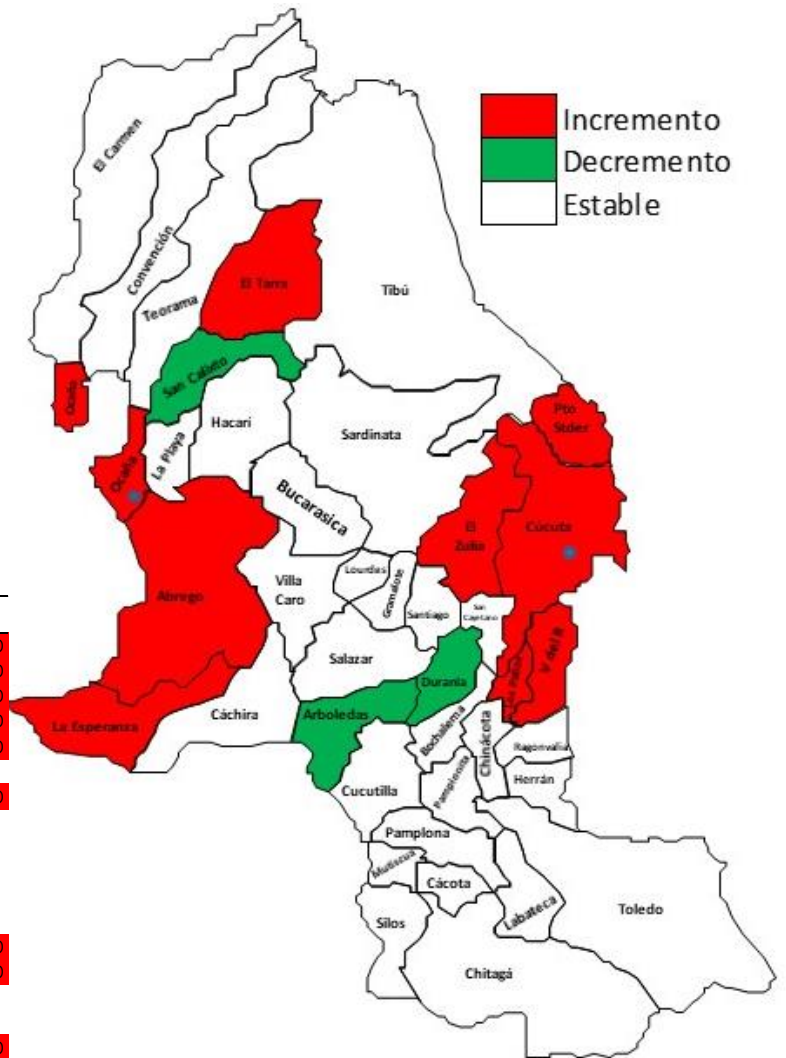 Incremento
Decremento
Estable
El Carmen
Convención
Teorama
El Tarra
Tibú
San Calixto
Hacarí
La Playa
Ocaña
Sardinata
Pto
Stder
Bucarasica
El
Zulia
Cúcuta
Abrego
Villa
Caro
Lourdes
Gramalote
Santiago
San
Cayetano
Salazar
Durania
V del R
Arboledas
La Esperanza
Cáchira
Bochalema
Chinácota
Ragonvalia
Pamplonita
Herrán
Cucutilla
Pamplona
Mutiscua
Cácota
Labateca
Toledo
Silos
Chitagá